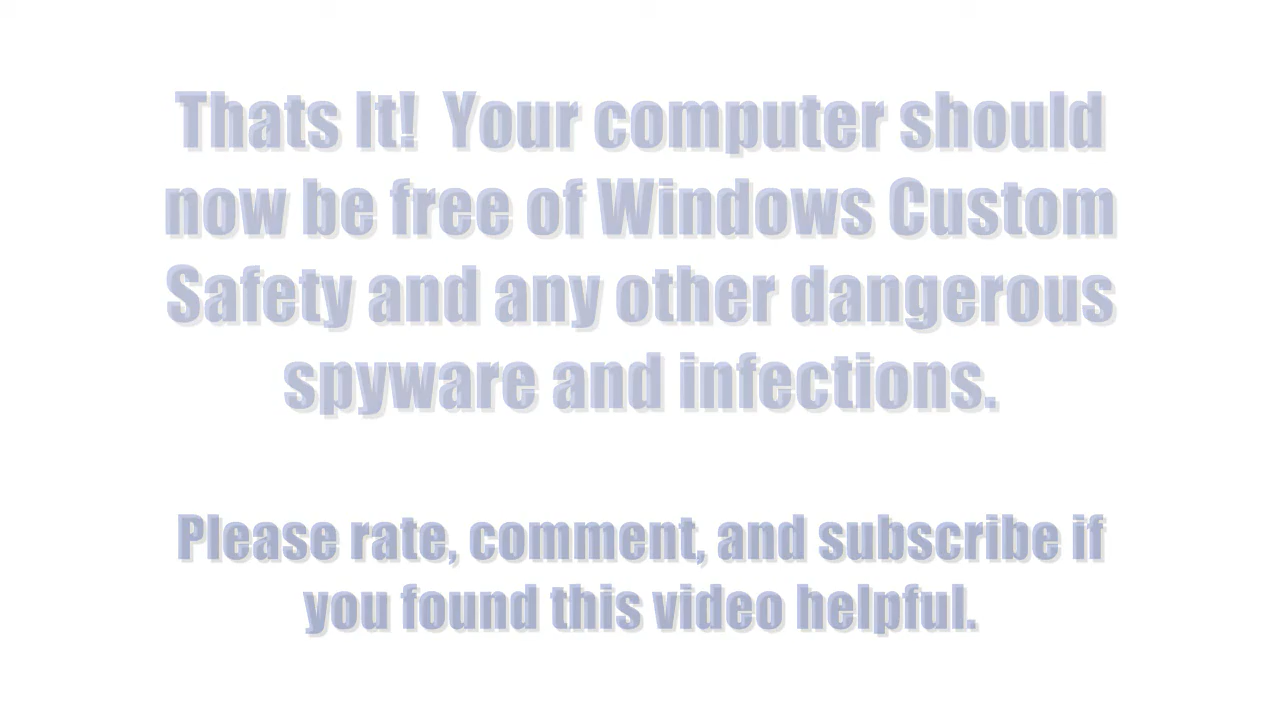 Thats It!  Your computer should
now be free of Windows Custom
Safety and any other dangerous
spyware and infections.
Please rate, comment, and subscribe if
you found this video helpful.